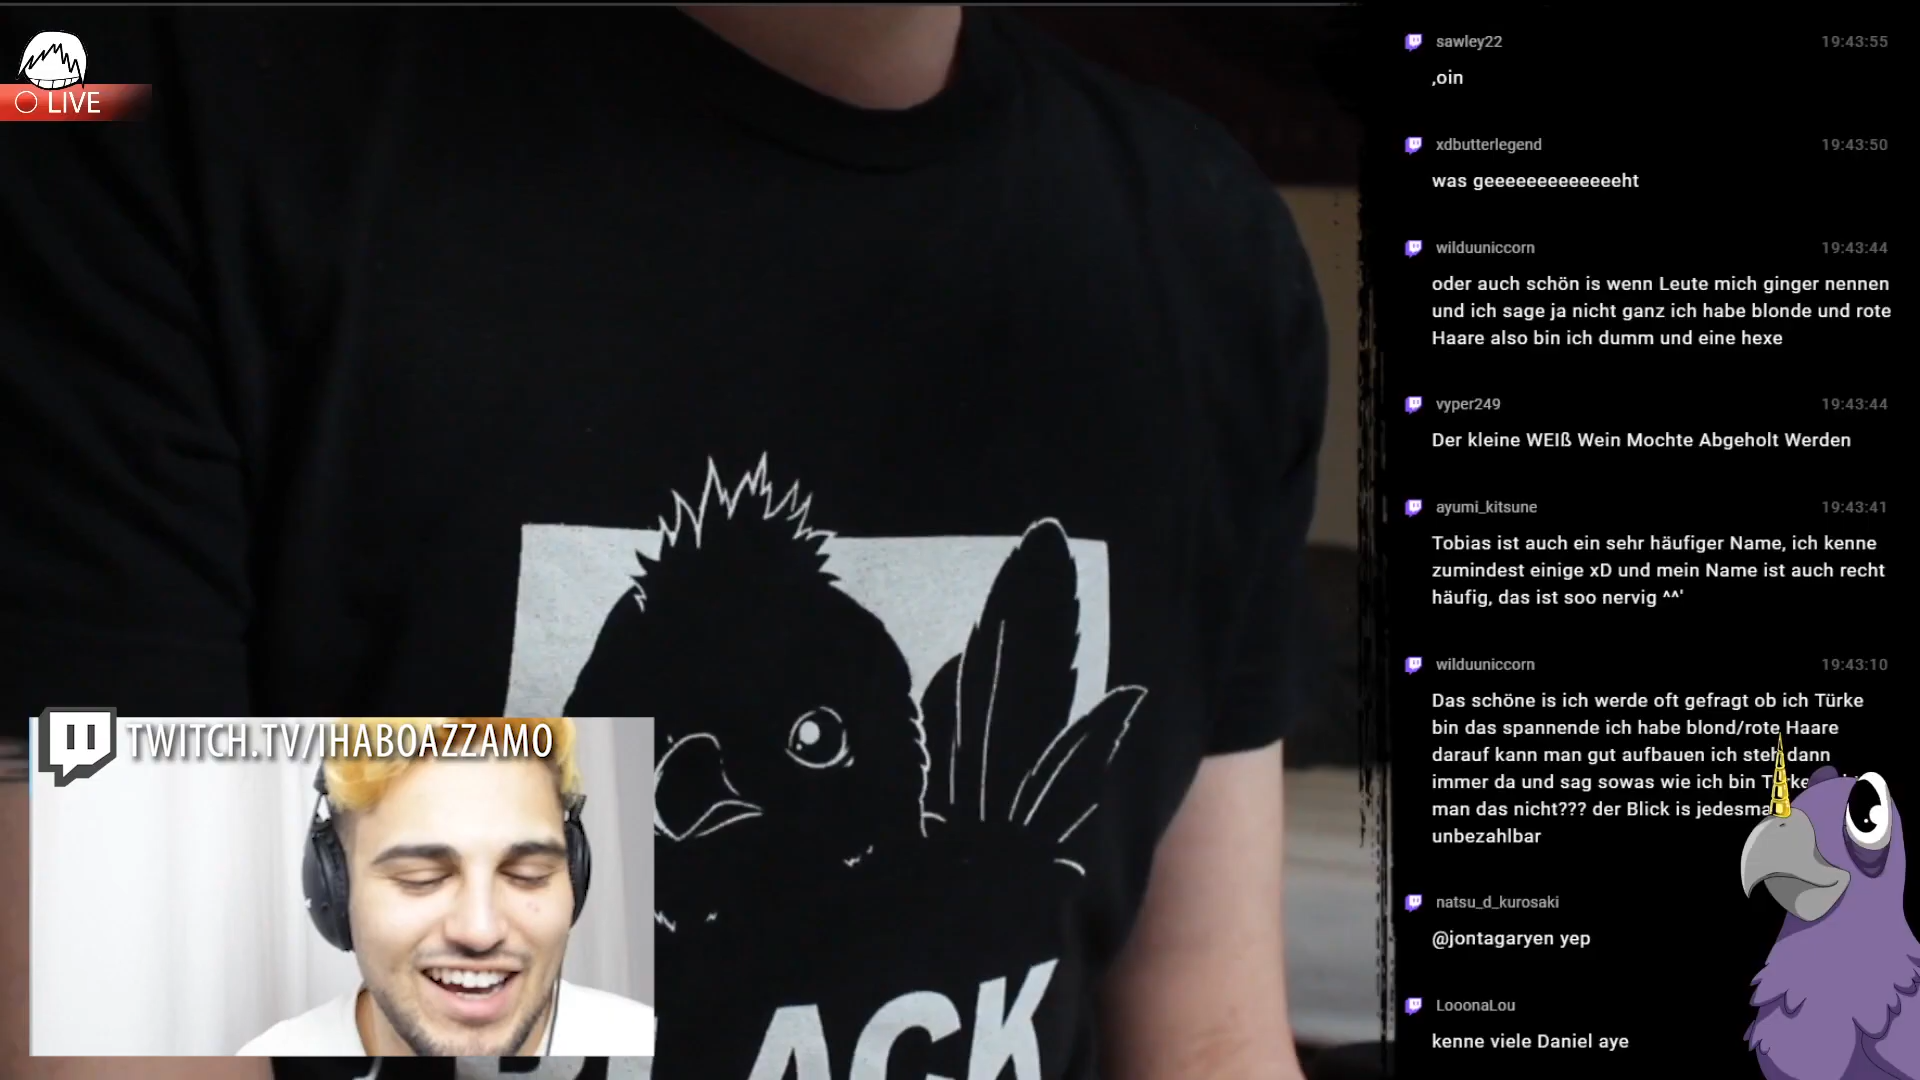 LIVE
BLACK
TWITCH.TV/IHABOAZZAMO
sawley22 19:43:55
,oin
xdbutterlegend 19:43:50
was geeeeeeeeeeeeeht
wilduuniccorn 19:43:44
oder auch schön is wenn Leute mich ginger nennen
und ich sage ja nicht ganz ich habe blonde und rote
Haare also bin ich dumm und eine hexe
vyper249 19:43:44
Der kleine WEIß Wein Mochte Abgeholt Werden
ayumi_kitsune 19:43:41
Tobias ist auch ein sehr häufiger Name, ich kenne
zumindest einige xD und mein Name ist auch recht
häufig, das ist soo nervig ^^'
wilduuniccorn 19:43:10
Das schöne is ich werde oft gefragt ob ich Türke
bin das spannende ich habe blond/rote Haare
darauf kann man gut aufbauen ich steh dann
immer da und sag sowas wie ich bin
man das nicht??? der Blick is
unbezahlbar
natsu_d_kurosaki
@jontagaryen yep
LooonaLou
kenne viele Daniel aye